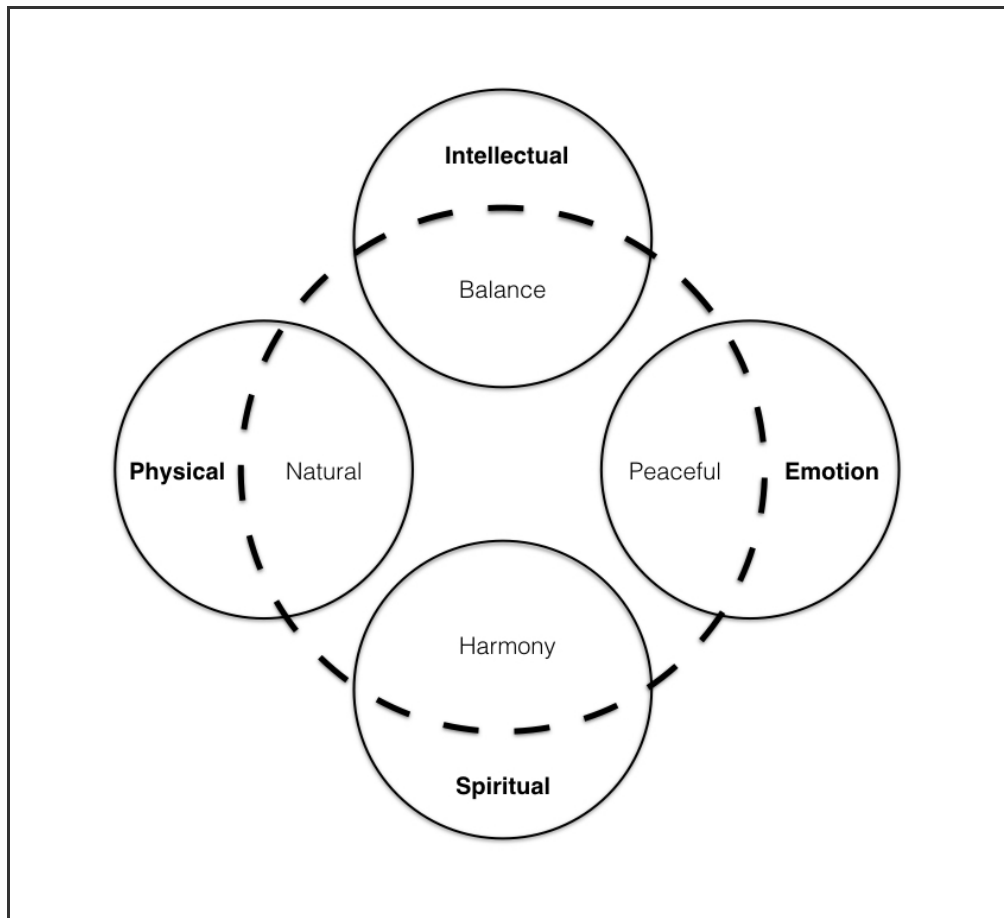 Intellectual
Balance
Physical
Natural
Peaceful
Emotion
Harmony
Spiritual